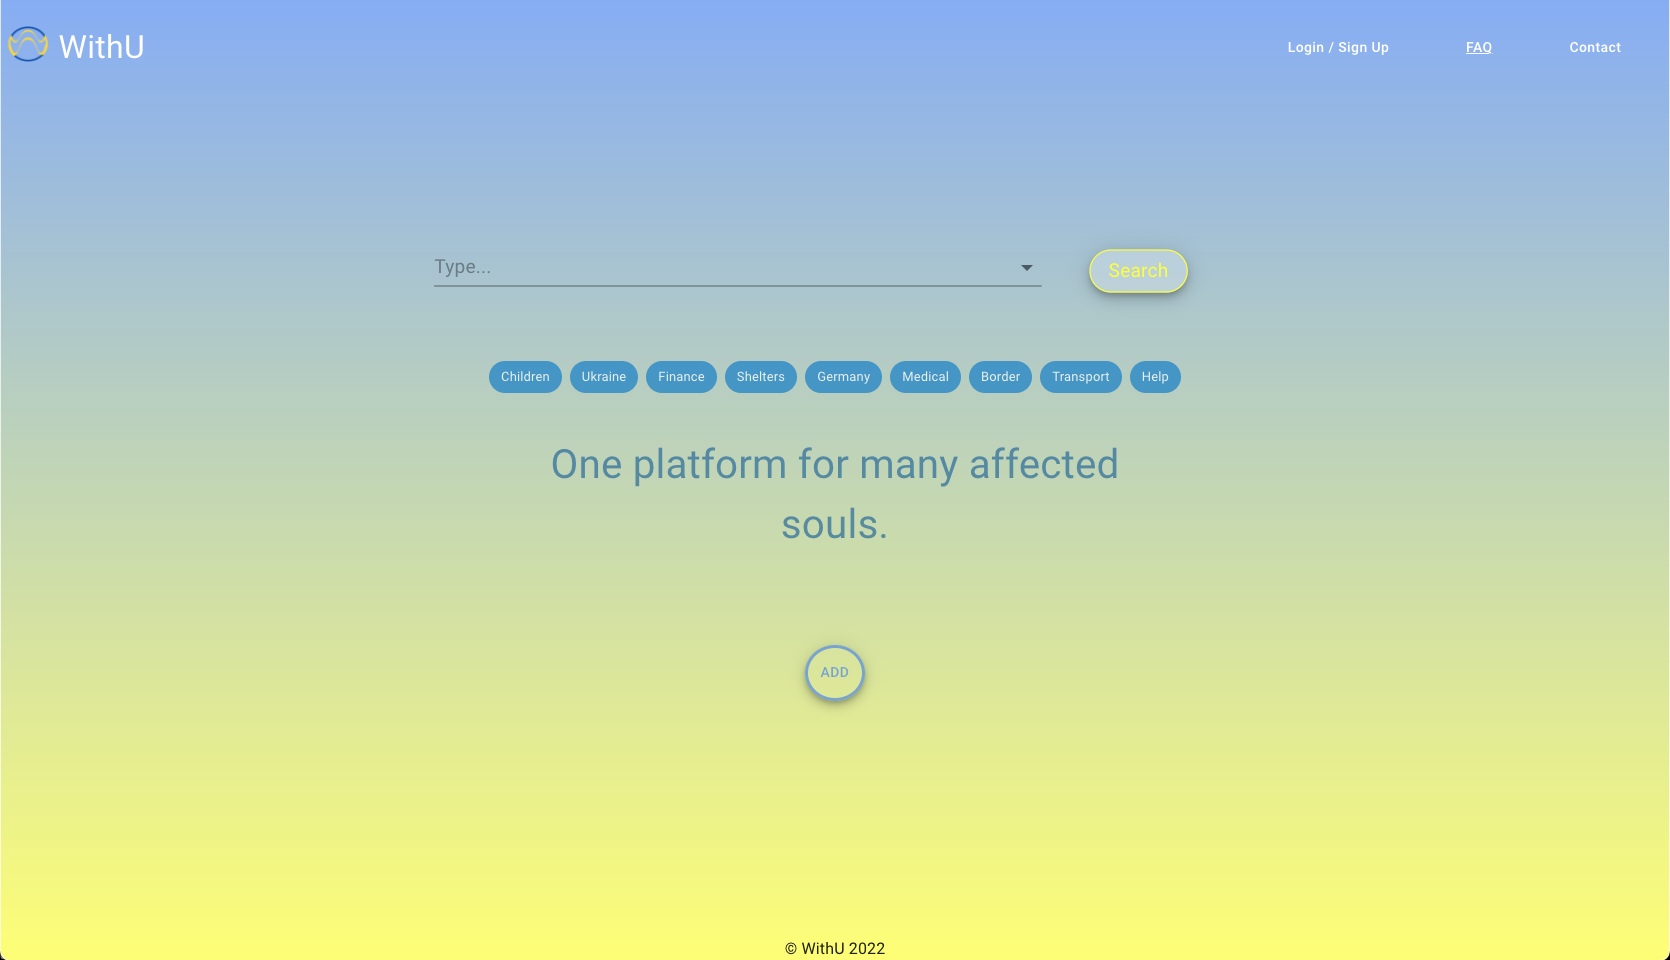 WithU
Login / Sign Up
FAQ
Contact
Type...
Search
Children
Ukraine
Finance
Shelters
Germany
Medical
Border
Transport
Help
One platform for many affected
souls.
ADD
© WithU 2022